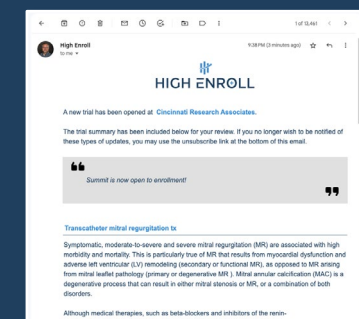 1 of 12,461
High Enroll
9:38 PM (3 minutes ago)
to me
HIGH ENROLL
A new trial has been opened at Cincinnati Research Associates.
The trial summary has been included below for your review. if you no longer wish to be notified of
these types of updates, you may use the unsubscribe link at the bottom of this email.
Summit is now open to enrollment!
Transcatheter mitral regurgitation tx
Symptomatic, moderate-to-severe and severe mitral regurgitation (MR) are associated with high
morbidity and mortality. This is particularly true of MR that results from myocardial dysfunction and
adverse left ventricular (LV) remodeling (secondary or functional MR), as opposed to MR arising
from mitral leaflet pathology (primary or degenerative MR ). Mitral annular calcification (MAC) is a
degenerative process that can result in either mitral stenosis or MR, or a combination of both
disorders.
Although medical therapies, such as beta-blockers and inhibitors of the renin-